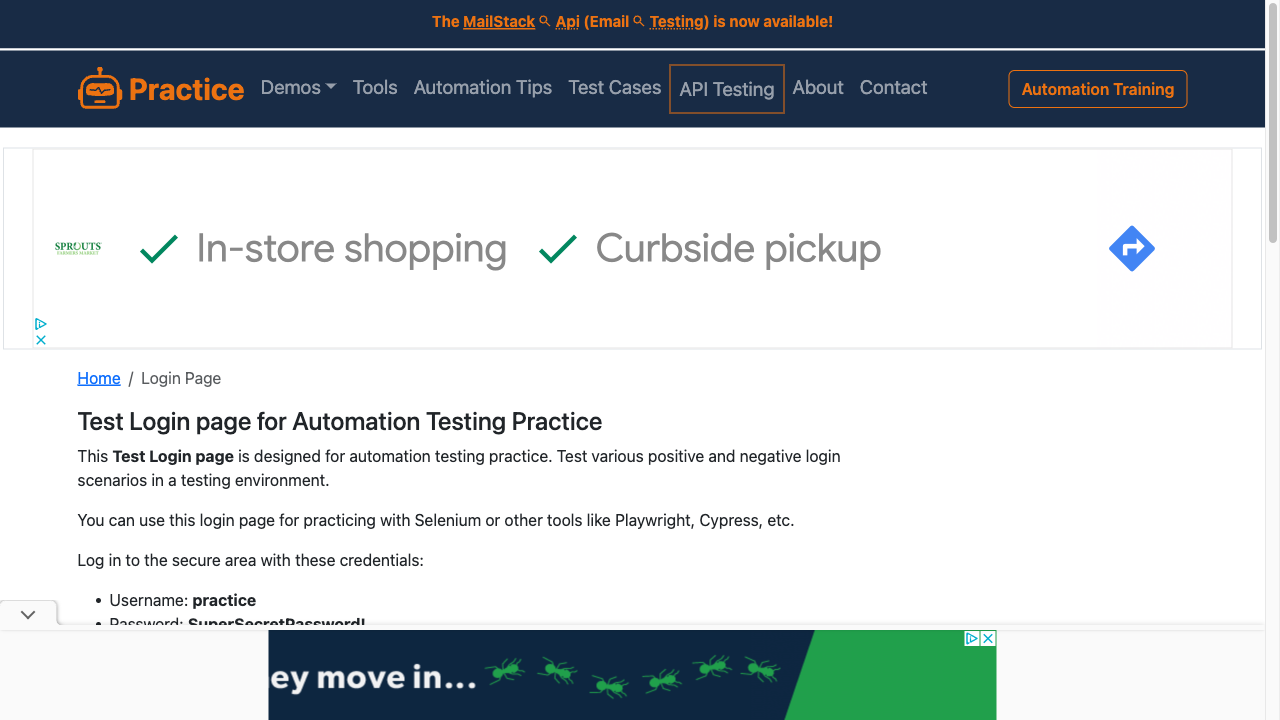 The MailStack Api (Email Testing) is now available!
Practice
Demos
Tools
Automation Tips
Test Cases
API Testing
About
Contact
Automation Training
SPROUTS
FARMERS MARKET
In-store shopping
Curbside pickup
Home / Login Page
Test Login page for Automation Testing Practice
This Test Login page is designed for automation testing practice. Test various positive and negative login
scenarios in a testing environment.
You can use this login page for practicing with Selenium or other tools like Playwright, Cypress, etc.
Log in to the secure area with these credentials:
• Username: practice
• Password: SuperSecretPassword!
ey move in...